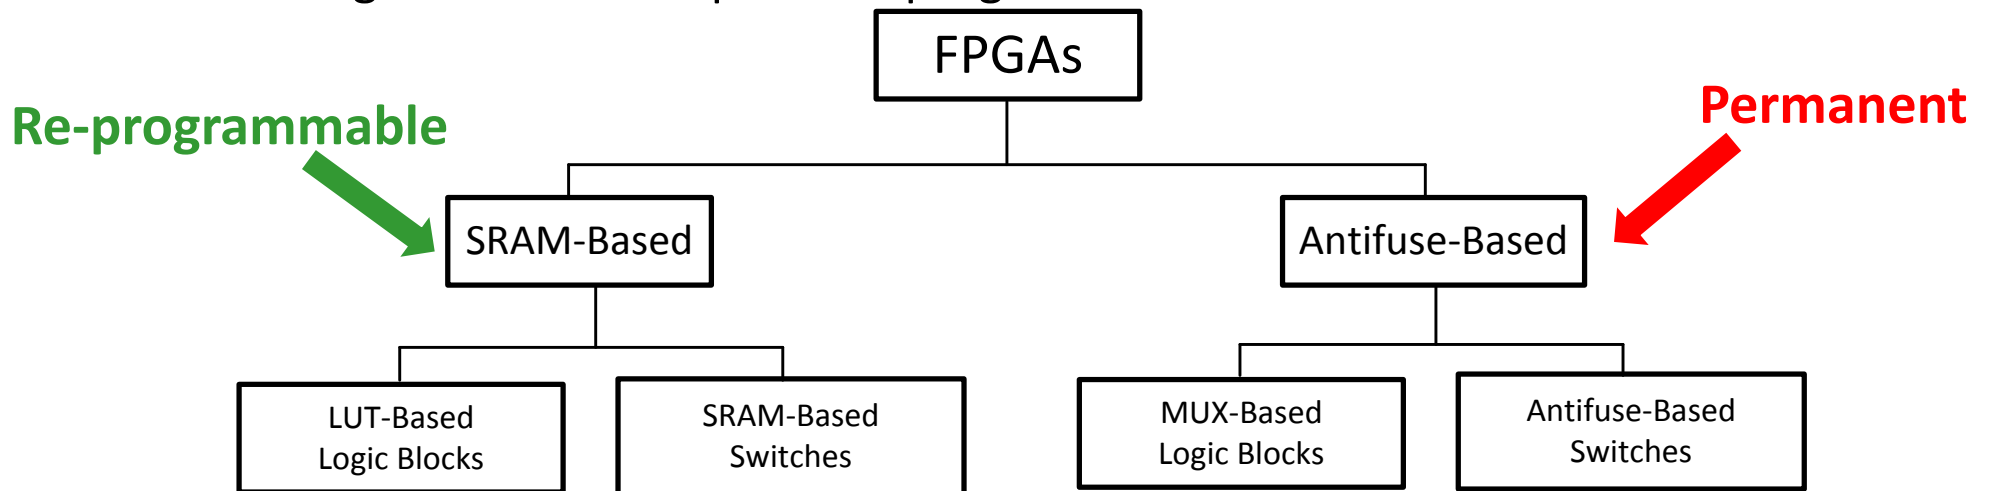 FPGAs
Re-programmable
Permanent
SRAM-Based
Antifuse-Based
LUT-Based
Logic Blocks
SRAM-Based
Switches
MUX-Based
Logic Blocks
Antifuse-Based
Switches